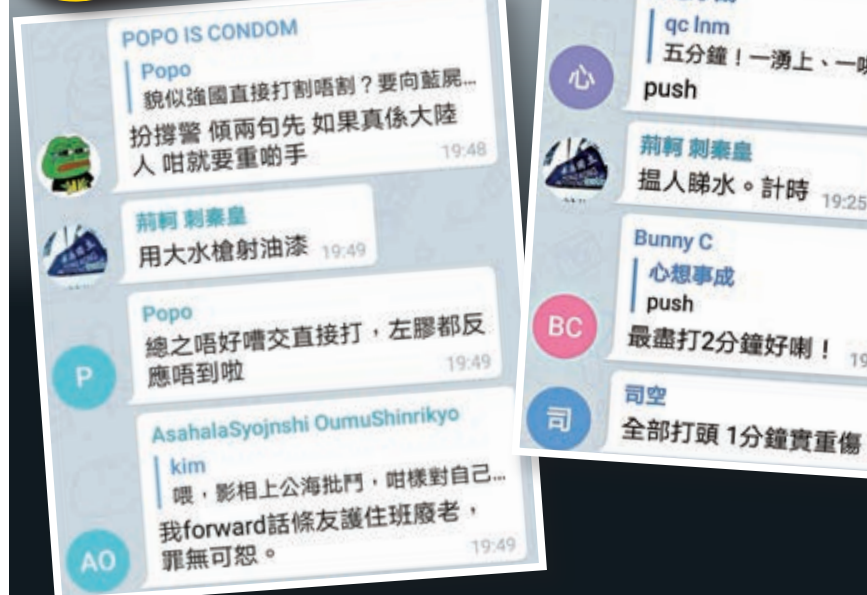 POPO IS CONDOM
Popo
貌似強國直接打割唔割？要向藍屍...
扮撐警 傾兩句先 如果真係大陸
人 咁就要重啲手
19:48
荊軻 刺秦皇
用大水槍射油漆 19:49
Popo
總之唔好嘈交直接打，左膠都反
應唔到啦
19:49
P
AsahalaSyojnshi OumuShinrikyo
kim
喂，影相上公海批鬥，咁樣對自己...
我forward話條友護住班廢老，
罪無可恕。
19:49
AO
qc lnm
五分鐘！一湧上、一
push
心
荊軻 刺秦皇
搵人睇水。計時 19:25
Bunny C
心想事成
push
最盡打2分鐘好喇！ 19
BC
司空
全部打頭 1分鐘實重傷
司